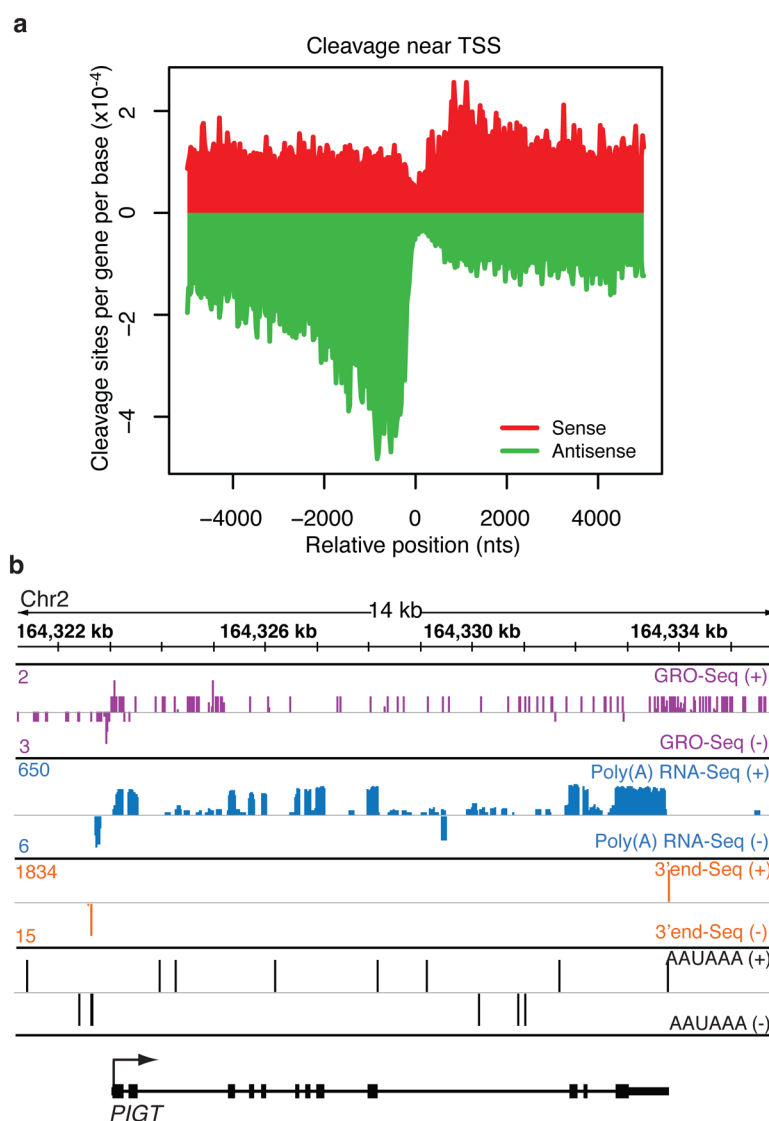 a
Cleavage near TSS
Cleavage sites per gene per base (x10⁻⁴)
2
0
−2
−4
Sense
Antisense
−4000 −2000 0 2000 4000
Relative position (nts)
b
Chr2
14 kb
164,322 kb 164,326 kb 164,330 kb 164,334 kb
2 GRO-Seq (+)
3 GRO-Seq (-)
650 Poly(A) RNA-Seq (+)
6 Poly(A) RNA-Seq (-)
1834 3'end-Seq (+)
15 3'end-Seq (-)
AAUAAA (+)
AAUAAA (-)
PIGT